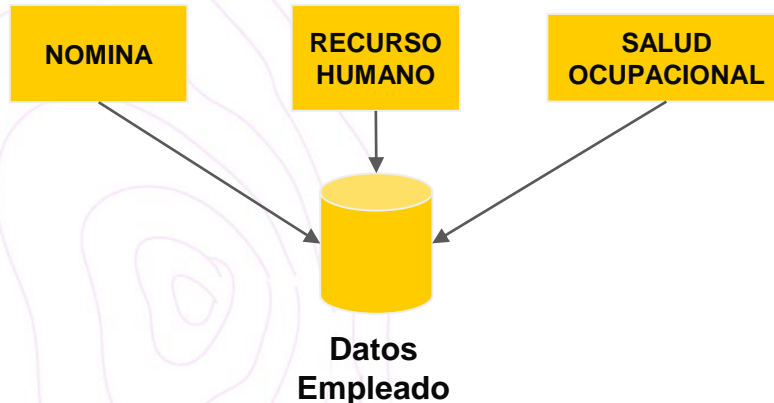 NOMINA
RECURSO
HUMANO
SALUD
OCUPACIONAL
Datos
Empleado